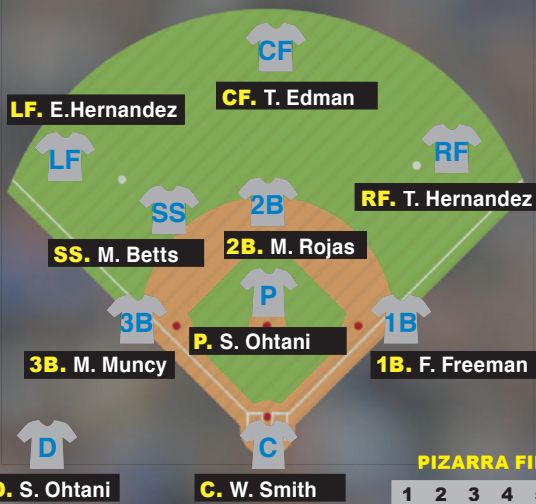 CF
CF. T. Edman
LF. E.Hernandez
LF
RF
RF. T. Hernandez
SS
2B
SS. M. Betts
2B. M. Rojas
P
3B
1B
P. S. Ohtani
3B. M. Muncy
1B. F. Freeman
D
C
PIZARRA
S. Ohtani
C. W. Smith
1 2 3 4